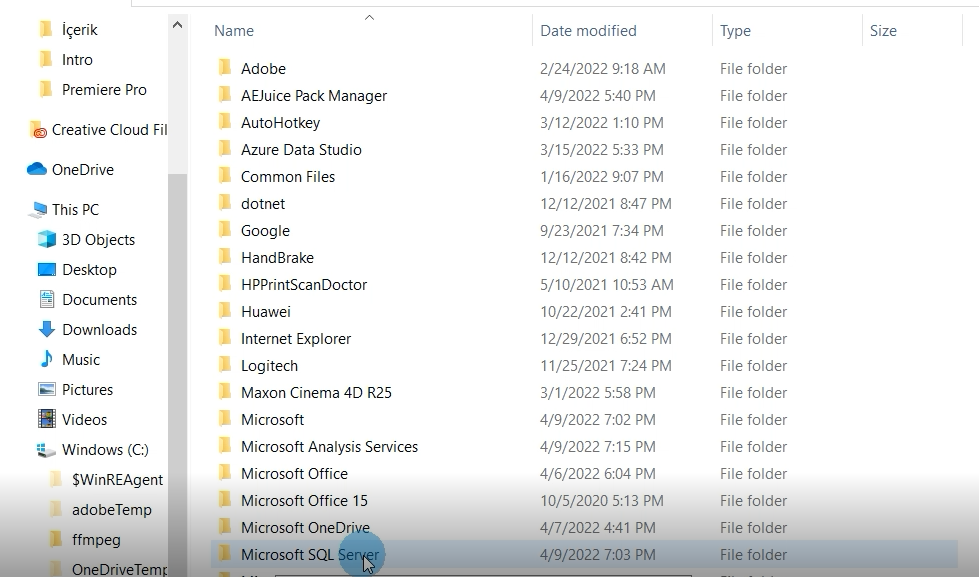 İçerik
Intro
Premiere Pro
Creative Cloud Fil
OneDrive
This PC
3D Objects
Desktop
Documents
Downloads
Music
Pictures
Videos
Windows (C:)
$WinREAgent
adobeTemp
ffmpeg
OneDriveTemp
Name Date modified Type Size
Adobe 2/24/2022 9:18 AM File folder
AEJuice Pack Manager 4/9/2022 5:40 PM File folder
AutoHotkey 3/12/2022 1:10 PM File folder
Azure Data Studio 3/15/2022 5:33 PM File folder
Common Files 1/16/2022 9:07 PM File folder
dotnet 12/12/2021 8:47 PM File folder
Google 9/23/2021 7:34 PM File folder
HandBrake 12/12/2021 8:42 PM File folder
HPPrintScanDoctor 5/10/2021 10:53 AM File folder
Huawei 10/22/2021 2:41 PM File folder
Internet Explorer 12/29/2021 6:52 PM File folder
Logitech 11/25/2021 7:24 PM File folder
Maxon Cinema 4D R25 3/1/2022 5:58 PM File folder
Microsoft 4/9/2022 7:02 PM File folder
Microsoft Analysis Services 4/9/2022 7:15 PM File folder
Microsoft Office 4/6/2022 6:04 PM File folder
Microsoft Office 15 10/5/2020 5:13 PM File folder
Microsoft OneDrive 4/7/2022 4:41 PM File folder
Microsoft SQL Server 4/9/2022 7:03 PM File folder